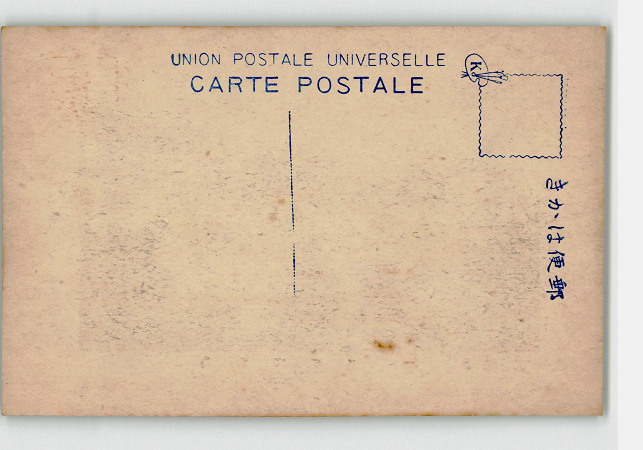 UNION POSTALE UNIVERSELLE
CARTE POSTALE
K
きかは便郵